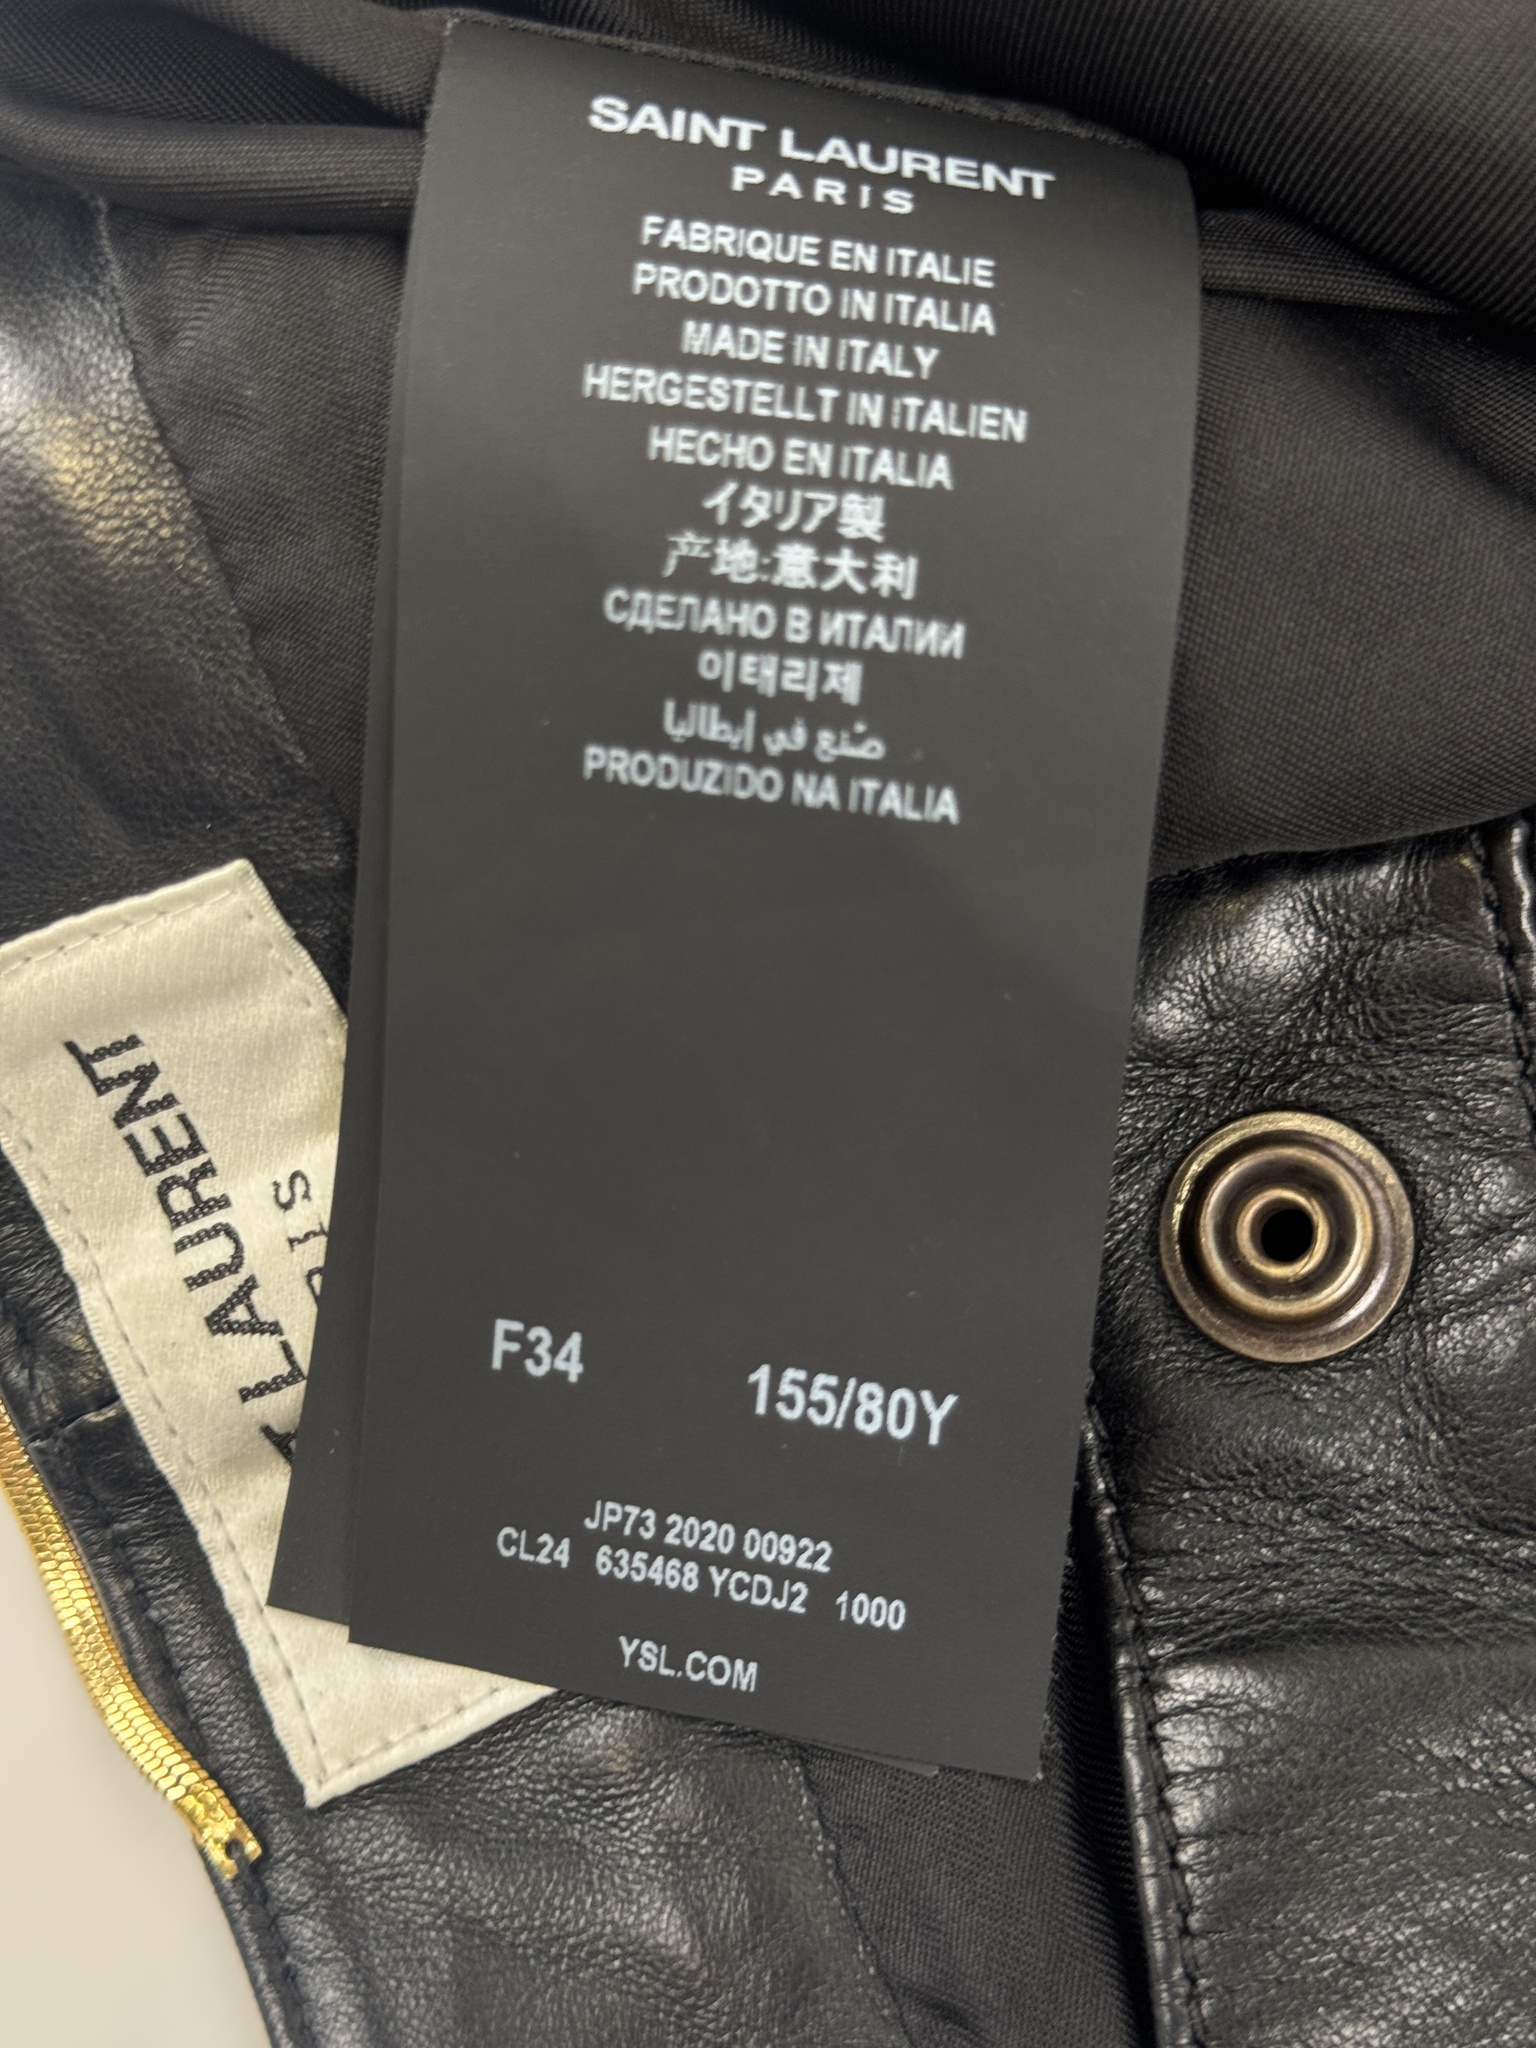 SAINT LAURENT
PARIS
FABRIQUE EN ITALIE
PRODOTTO IN ITALIA
MADE IN ITALY
HERGESTELLT IN ITALIEN
HECHO EN ITALIA
イタリア製
产地:意大利
СДЕЛАНО В ИТАЛИИ
이태리제
صُنع في إيطاليا
PRODUZIDO NA ITALIA
F34 155/80Y
JP73 2020 00922
CL24 635468 YCDJ2 1000
YSL.COM
LAURENT